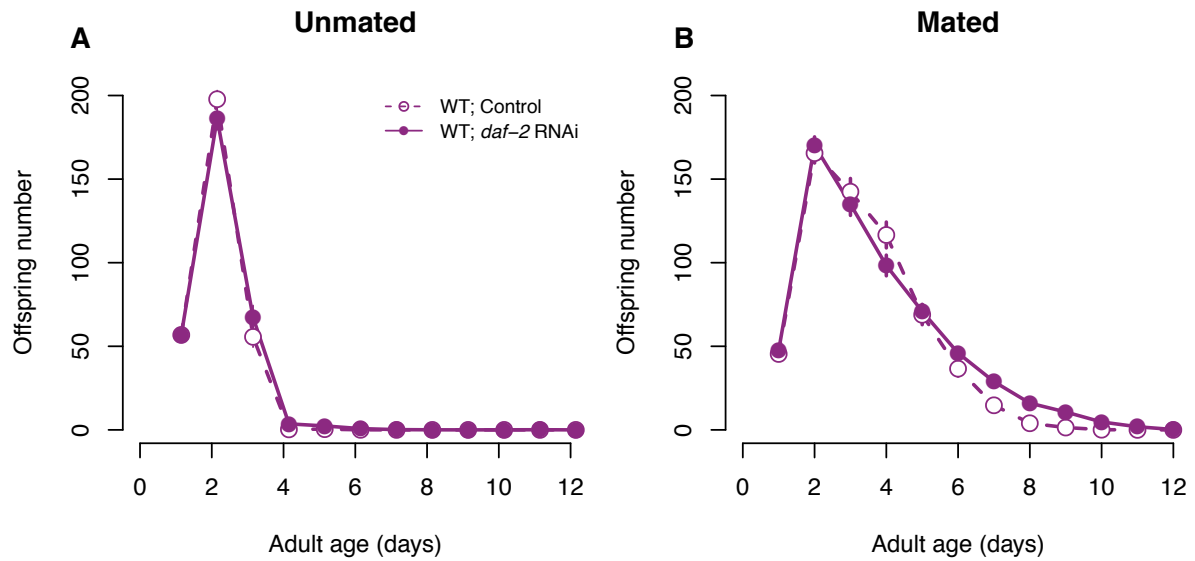 Unmated
A
200
150
100
50
0
Offspring number
WT; Control
WT; daf–2 RNAi
0 2 4 6 8 10 12
Adult age (days)
Mated
B
200
150
100
50
0
Offspring number
0 2 4 6 8 10 12
Adult age (days)